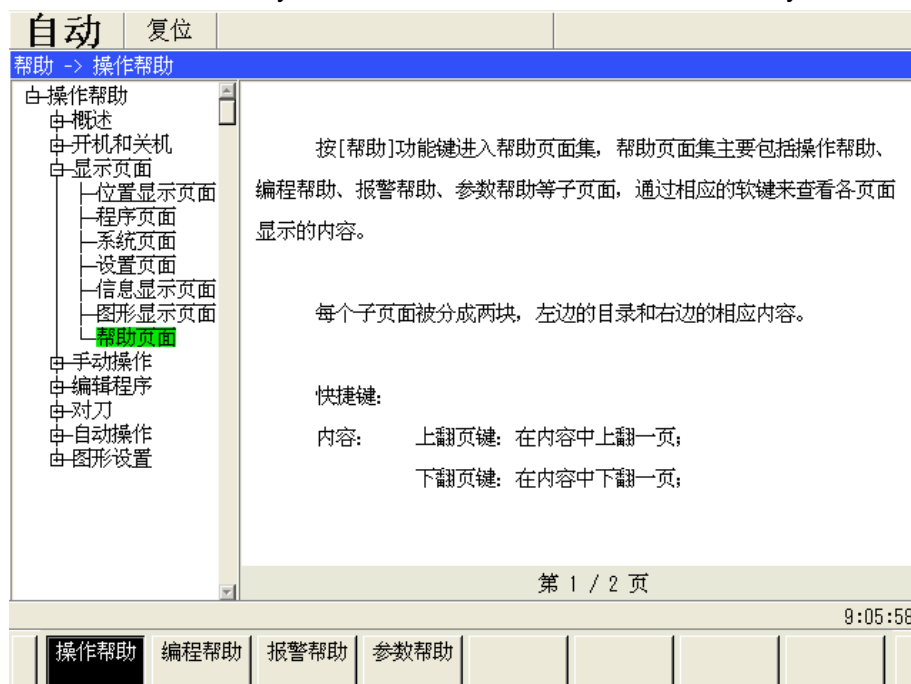 自动 复位
帮助 -> 操作帮助
操作帮助
概述
开机和关机
显示页面
位置显示页面
程序页面
系统页面
设置页面
信息显示页面
图形显示页面
帮助页面
手动操作
编辑程序
对刀
自动操作
图形设置
按[帮助]功能键进入帮助页面集，帮助页面集主要包括操作帮助、
编程帮助、报警帮助、参数帮助等子页面，通过相应的软键来查看各页面
显示的内容。
每个子页面被分成两块，左边的目录和右边的相应内容。
快捷键：
内容： 上翻页键：在内容中上翻一页；
下翻页键：在内容中下翻一页；
第 1 / 2 页
9:05:58
操作帮助 编程帮助 报警帮助 参数帮助